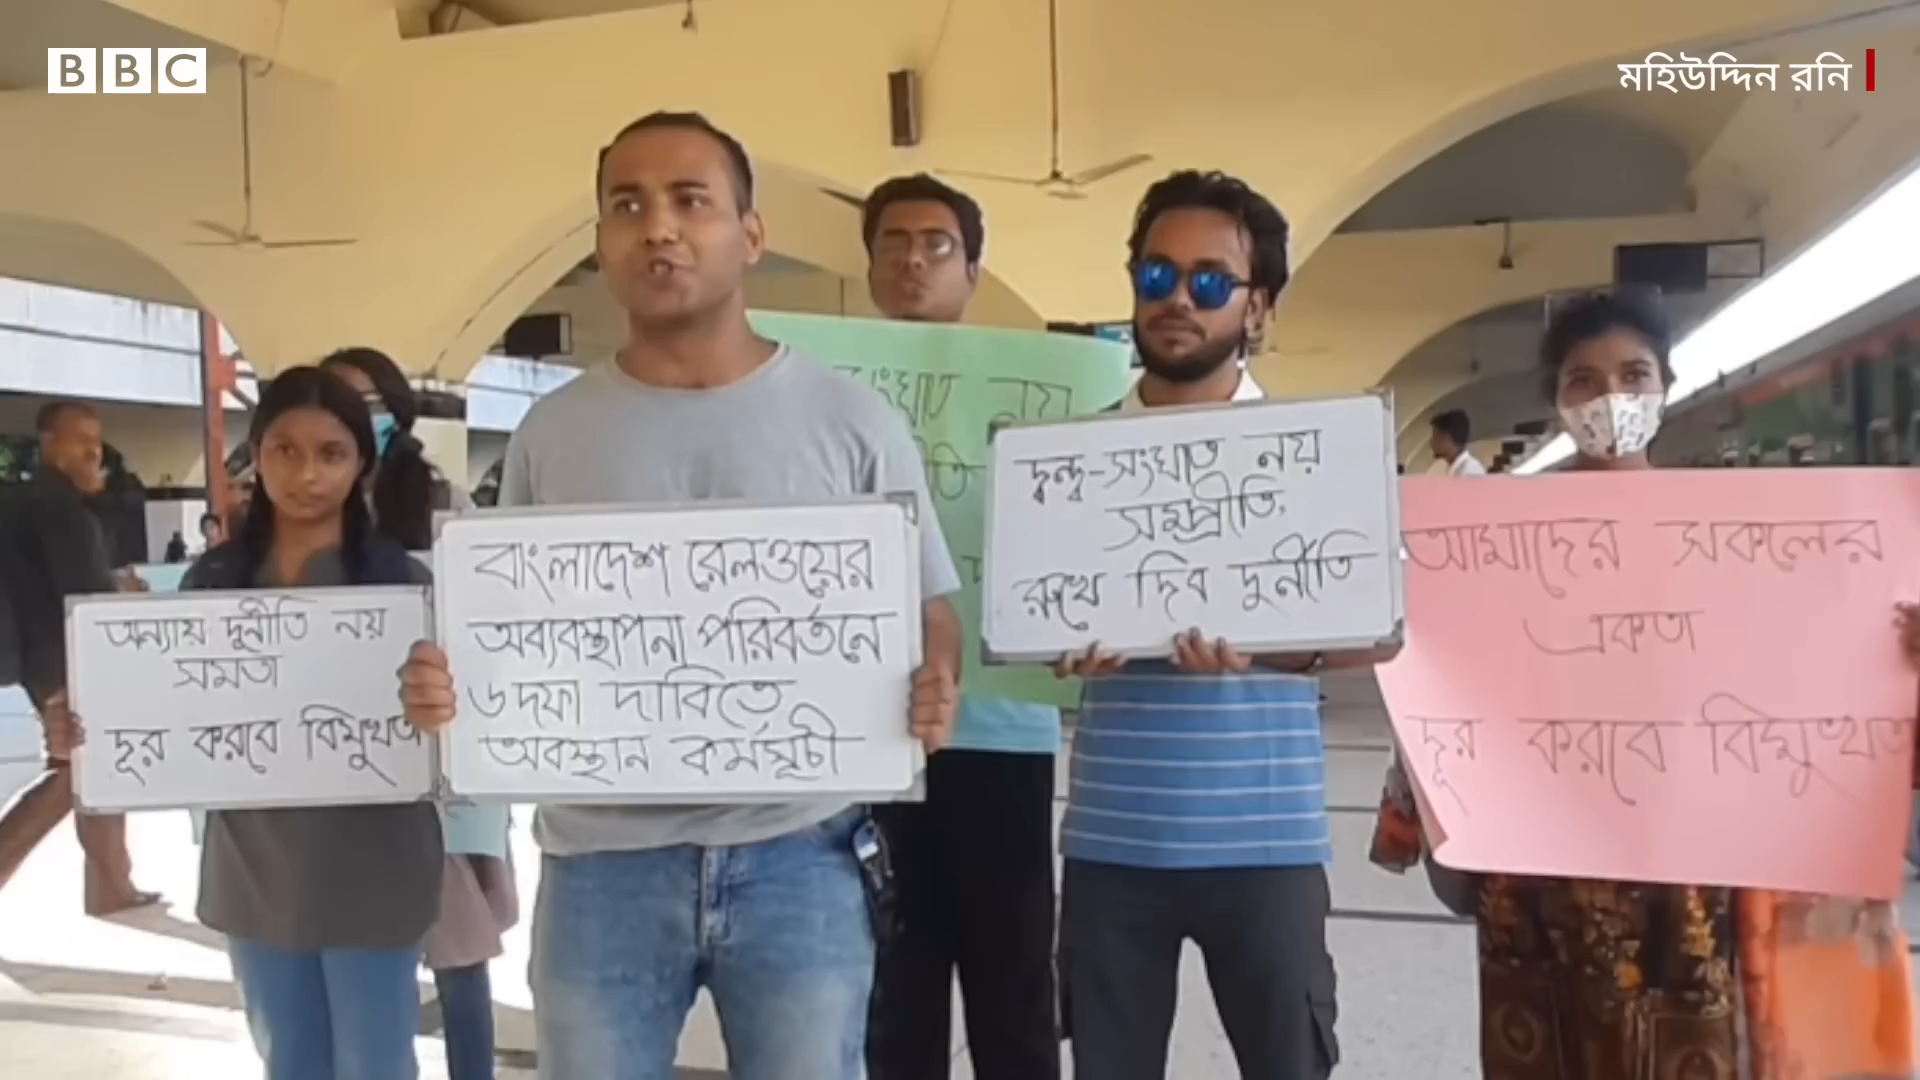 BBC
মহিউদ্দিন রনি
অন্যায় দুর্নীতি নয়
সমতা
দূর করবে বিমুখতা
বাংলাদেশ রেলওয়ের
অব্যবস্থাপনা পরিবর্তনে
৬ দফা দাবিতে
অবস্থান কর্মসূচী
সংঘাত নয়
দ্বন্দ্ব-সংঘাত নয়
সম্প্রীতি,
রুখে দিব দুর্নীতি
আমাদের সকলের
একতা
দূর করবে বিমুখতা